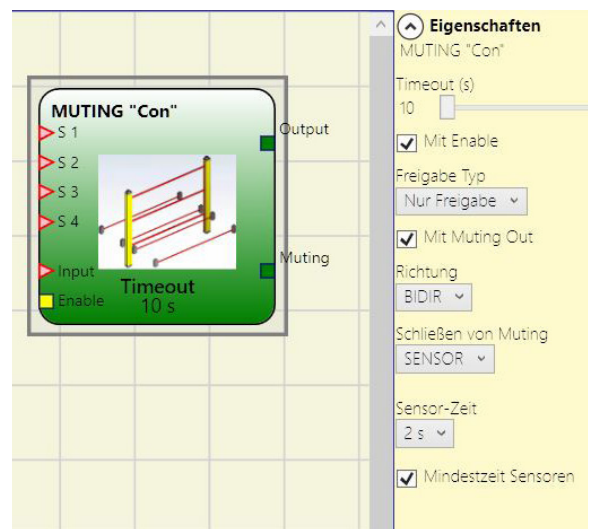 MUTING "Con"
S 1
S 2
S 3
S 4
Input
Enable
Output
Muting
Timeout
10 s
Eigenschaften
MUTING "Con"
Timeout (s)
10
Mit Enable
Freigabe Typ
Nur Freigabe
Mit Muting Out
Richtung
BIDIR
Schließen von Muting
SENSOR
Sensor-Zeit
2 s
Mindestzeit Sensoren